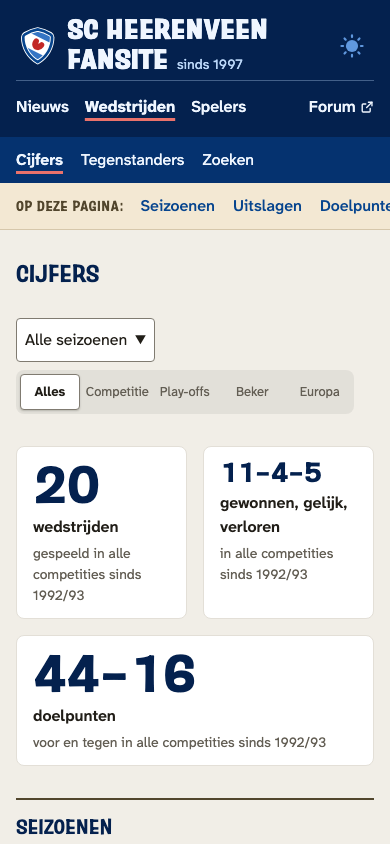 SC HEERENVEEN
FANSITE sinds 1997
Nieuws Wedstrijden Spelers Forum
Cijfers Tegenstanders Zoeken
OP DEZE PAGINA: Seizoenen Uitslagen Doelpunte
CIJFERS
Alle seizoenen ▼
Alles Competitie Play-offs Beker Europa
20
wedstrijden
gespeeld in alle
competities sinds
1992/93
11–4–5
gewonnen, gelijk,
verloren
in alle competities
sinds 1992/93
44–16
doelpunten
voor en tegen in alle competities sinds 1992/93
SEIZOENEN